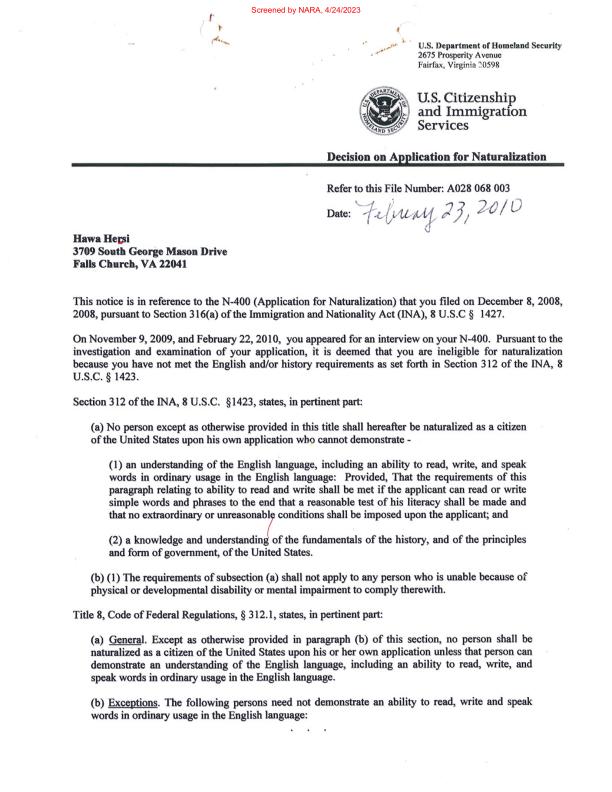 Screened by NARA, 4/24/2023
U.S. Department of Homeland Security
2675 Prosperity Avenue
Fairfax, Virginia 20598
U.S. Citizenship
and Immigration
Services
Decision on Application for Naturalization
Refer to this File Number: A028 068 003
Date: February 23, 2010
Hawa Hersi
3709 South George Mason Drive
Falls Church, VA 22041
This notice is in reference to the N-400 (Application for Naturalization) that you filed on December 8, 2008,
2008, pursuant to Section 316(a) of the Immigration and Nationality Act (INA), 8 U.S.C § 1427.
On November 9, 2009, and February 22, 2010, you appeared for an interview on your N-400. Pursuant to the
investigation and examination of your application, it is deemed that you are ineligible for naturalization
because you have not met the English and/or history requirements as set forth in Section 312 of the INA, 8
U.S.C. § 1423.
Section 312 of the INA, 8 U.S.C. §1423, states, in pertinent part:
(a) No person except as otherwise provided in this title shall hereafter be naturalized as a citizen
of the United States upon his own application who cannot demonstrate -
(1) an understanding of the English language, including an ability to read, write, and speak
words in ordinary usage in the English language: Provided, That the requirements of this
paragraph relating to ability to read and write shall be met if the applicant can read or write
simple words and phrases to the end that a reasonable test of his literacy shall be made and
that no extraordinary or unreasonable conditions shall be imposed upon the applicant; and
(2) a knowledge and understanding of the fundamentals of the history, and of the principles
and form of government, of the United States.
(b) (1) The requirements of subsection (a) shall not apply to any person who is unable because of
physical or developmental disability or mental impairment to comply therewith.
Title 8, Code of Federal Regulations, § 312.1, states, in pertinent part:
(a) General. Except as otherwise provided in paragraph (b) of this section, no person shall be
naturalized as a citizen of the United States upon his or her own application unless that person can
demonstrate an understanding of the English language, including an ability to read, write, and
speak words in ordinary usage in the English language.
(b) Exceptions. The following persons need not demonstrate an ability to read, write and speak
words in ordinary usage in the English language:
. . .